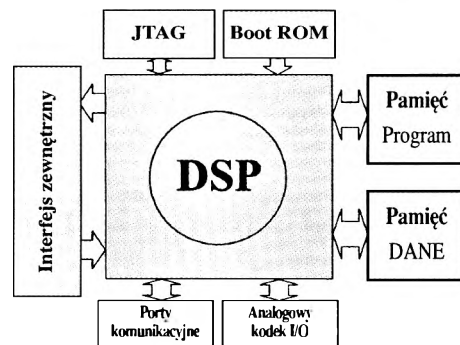 JTAG
Boot ROM
Interfejs zewnętrzny
DSP
Pamięć
Program
Pamięć
DANE
Porty
komunikacyjne
Analogowy
kodek I/O